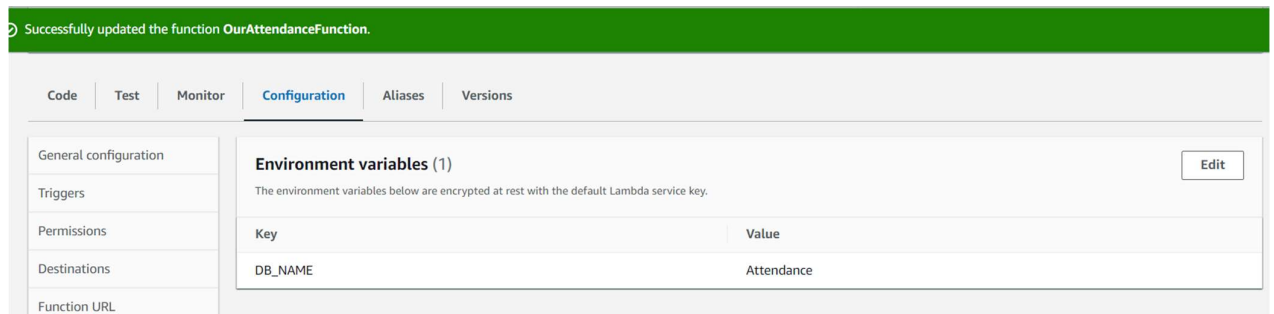 Successfully updated the function OurAttendanceFunction.
Code Test Monitor Configuration Aliases Versions
General configuration
Triggers
Permissions
Destinations
Function URL
Environment variables (1)
Edit
The environment variables below are encrypted at rest with the default Lambda service key.
Key Value
DB_NAME Attendance